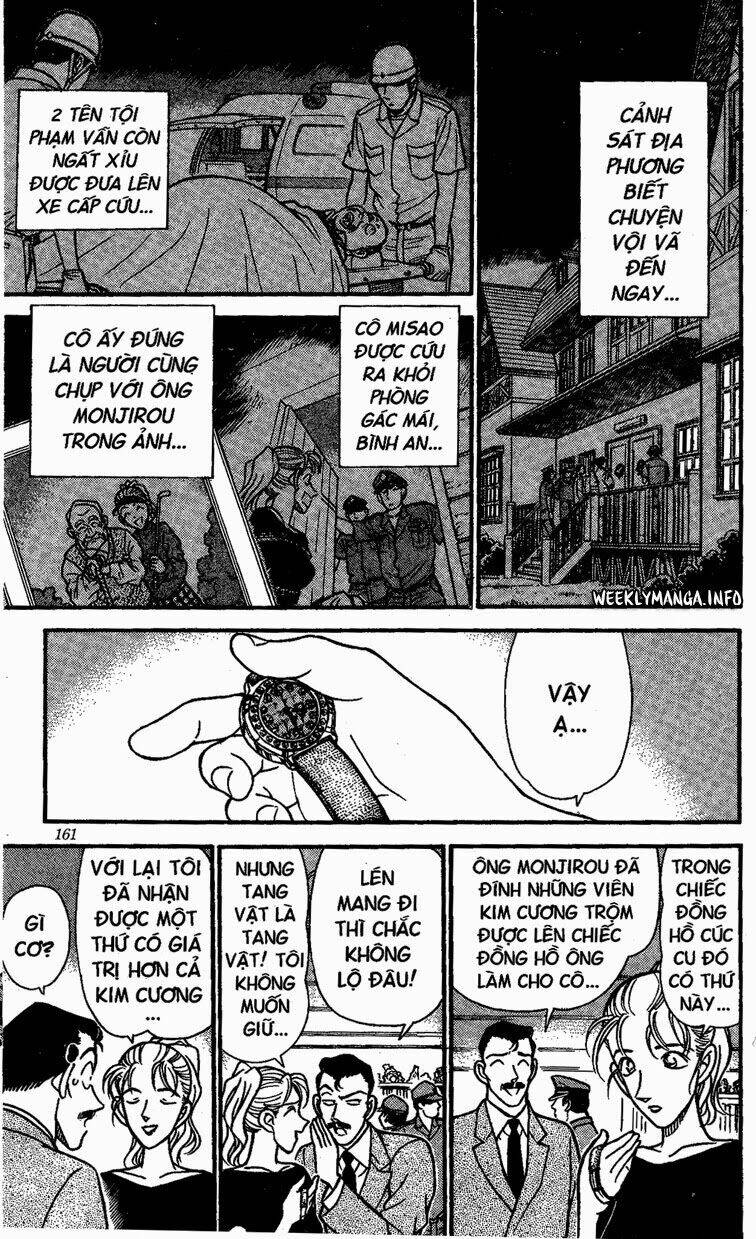 CẢNH
SÁT ĐỊA
PHƯƠNG
BIẾT
CHUYỆN
VỘI VÃ
ĐẾN
NGAY...
2 TÊN TỘI
PHẠM VẪN CÒN
NGẤT XỈU
ĐƯỢC ĐƯA LÊN
XE CẤP CỨU...
CÔ MISAO
ĐƯỢC CỨU
RA KHỎI
PHÒNG
GÁC MÁI,
BÌNH AN...
CÔ ẤY ĐÚNG
LÀ NGƯỜI CÙNG
CHỤP VỚI ÔNG
MONJIROU
TRONG ẢNH...
WEEKLYMANGA.INFO
VẬY
Ạ...
161
TRONG
CHIẾC
ĐỒNG
HỒ CÚC
CU ĐÓ
CÓ THỨ
NÀY...
ÔNG MONJIROU ĐÃ
ĐÍNH NHỮNG VIÊN
KIM CƯƠNG TRỘM
ĐƯỢC LÊN CHIẾC
ĐỒNG HỒ ÔNG
LÀM CHO CÔ...
LÉN
MANG ĐI
THÌ CHẮC
KHÔNG
LỘ ĐÂU!
NHƯNG
TANG
VẬT LÀ
TANG
VẬT! TÔI
KHÔNG
MUỐN
GIỮ...
VỚI LẠI TÔI
ĐÃ NHẬN
ĐƯỢC MỘT
THỨ CÓ GIÁ
TRỊ HƠN CẢ
KIM CƯƠNG
...
GÌ
CƠ?